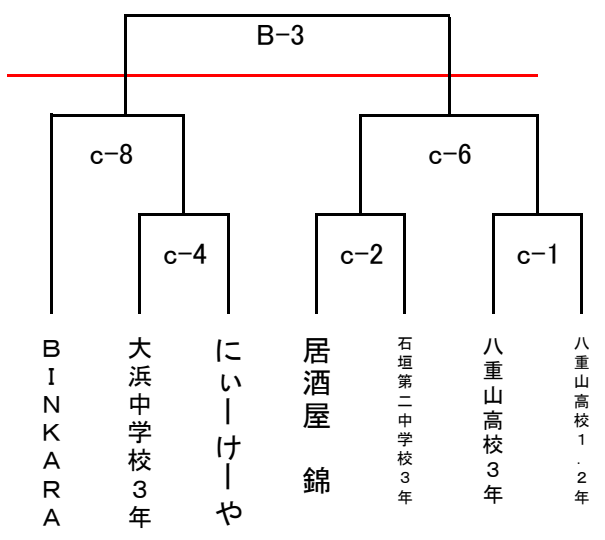 B-3
c-8
c-6
c-4
c-2
c-1
BINKARA
大浜中学校3年
にぃーけーや
居酒屋 錦
石垣第二中学校3年
八重山高校3年
八重山高校1.2年